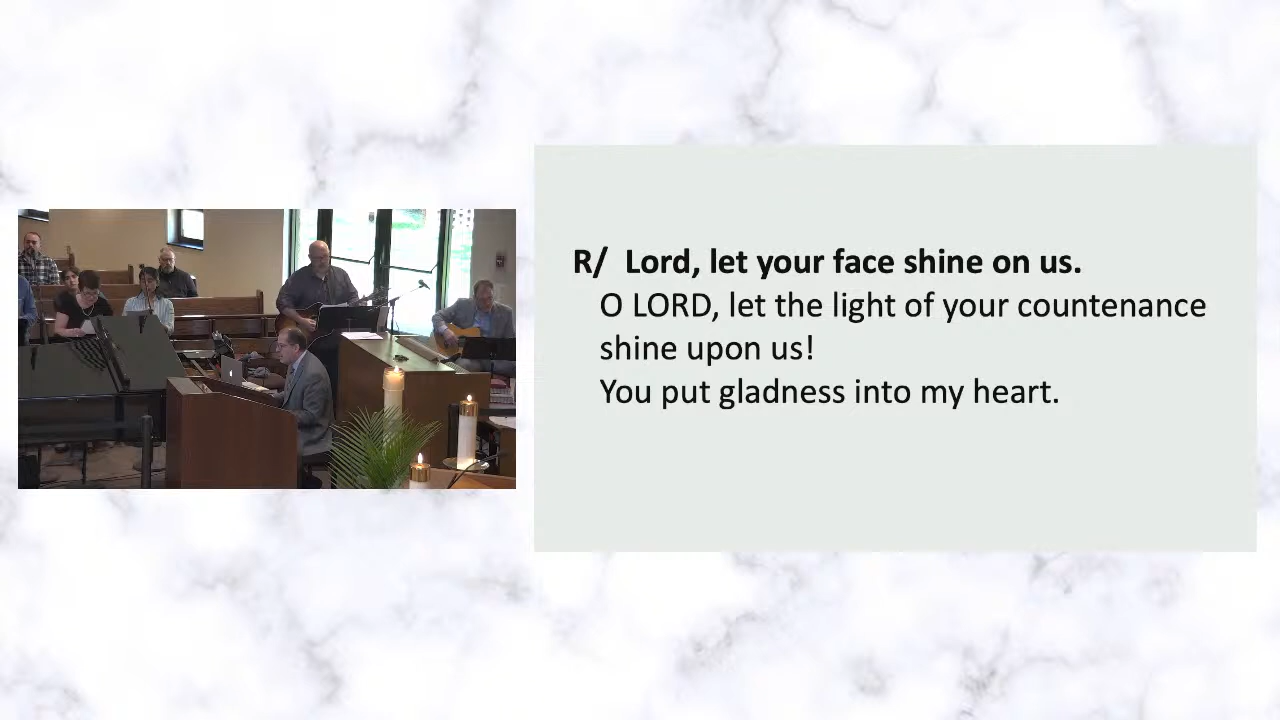 R/ Lord, let your face shine on us.
O LORD, let the light of your countenance
shine upon us!
You put gladness into my heart.